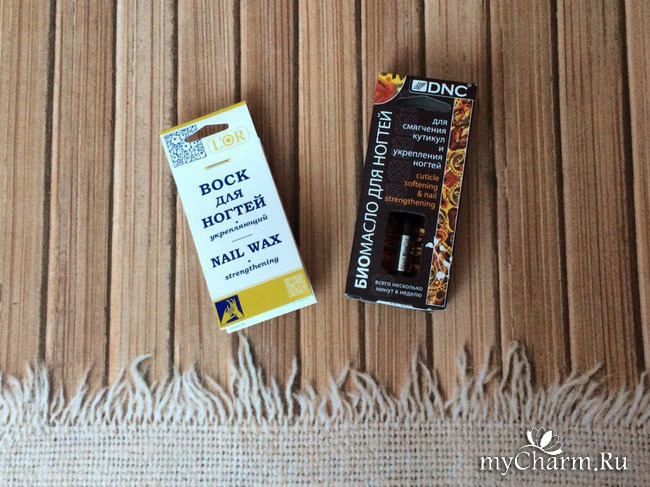 L'OR
ВОСК
ДЛЯ
НОГТЕЙ
укрепляющий
NAIL WAX
strengthening
DNC
БИОМАСЛО ДЛЯ НОГТЕЙ
для
смягчения
кутикул
и
укрепления
ногтей
cuticle
softening
& nail
strengthening
всего несколько
минут в неделю
myCharm.Ru